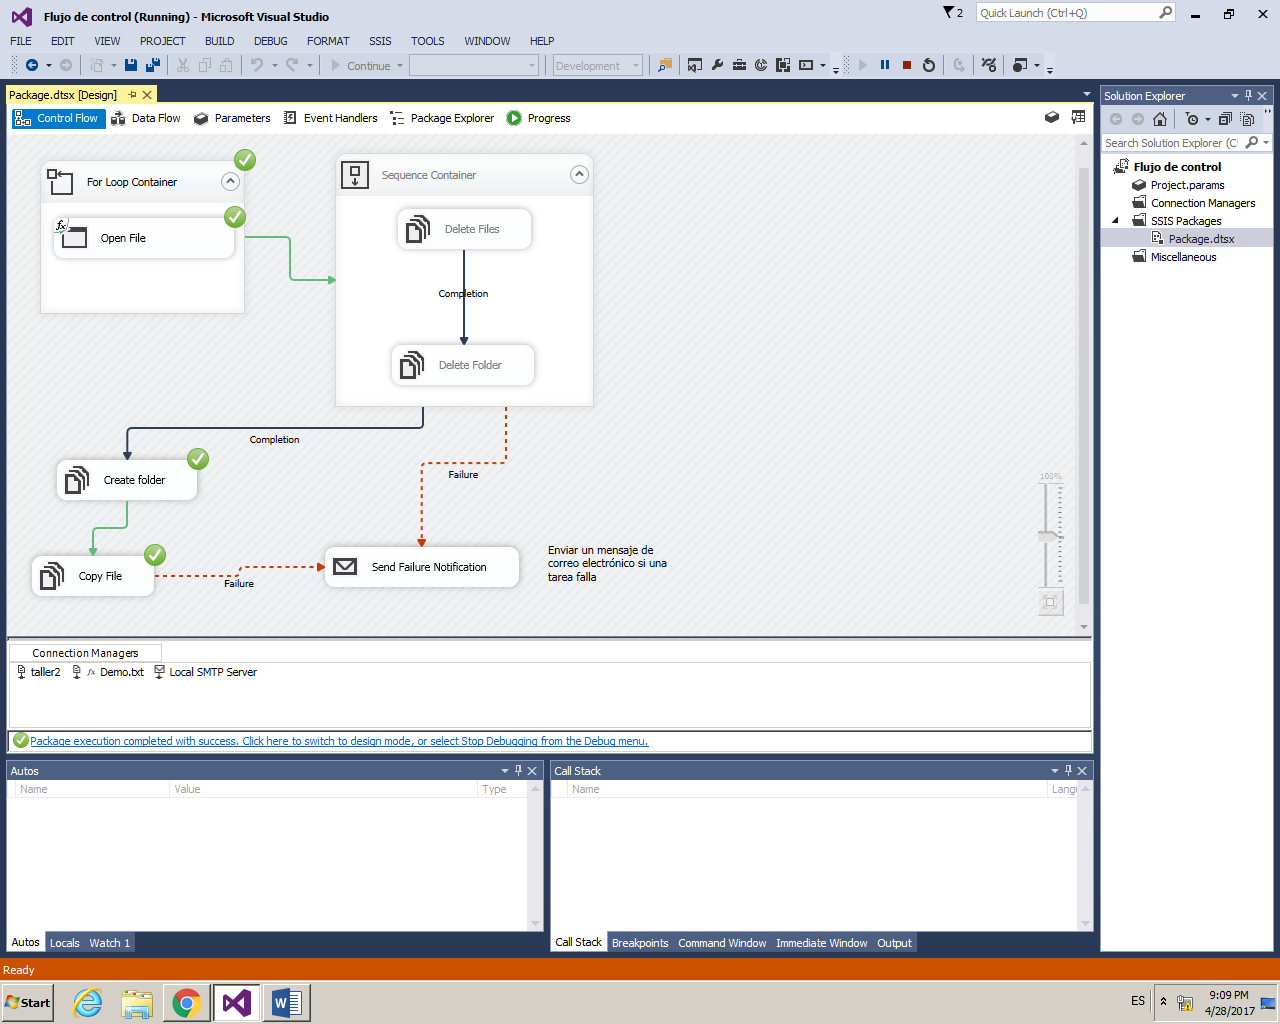 Flujo de control (Running) - Microsoft Visual Studio
2
Quick Launch (Ctrl+Q)
FILE EDIT VIEW PROJECT BUILD DEBUG FORMAT SSIS TOOLS WINDOW HELP
Continue
Development
Package.dtsx [Design]
Control Flow
Data Flow
Parameters
Event Handlers
Package Explorer
Progress
For Loop Container
fx
Open File
Sequence Container
Delete Files
Completion
Delete Folder
Completion
Failure
Create folder
Copy File
Failure
Send Failure Notification
Enviar un mensaje de
correo electrónico si una
tarea falla
100%
Connection Managers
taller2
fx Demo.txt
Local SMTP Server
Package execution completed with success. Click here to switch to design mode, or select Stop Debugging from the Debug menu.
Autos
Name Value Type
Autos Locals Watch 1
Call Stack
Name Lang
Call Stack Breakpoints Command Window Immediate Window Output
Solution Explorer
Search Solution Explorer (C
Flujo de control
Project.params
Connection Managers
SSIS Packages
Package.dtsx
Miscellaneous
Ready
Start
ES
9:09 PM
4/28/2017